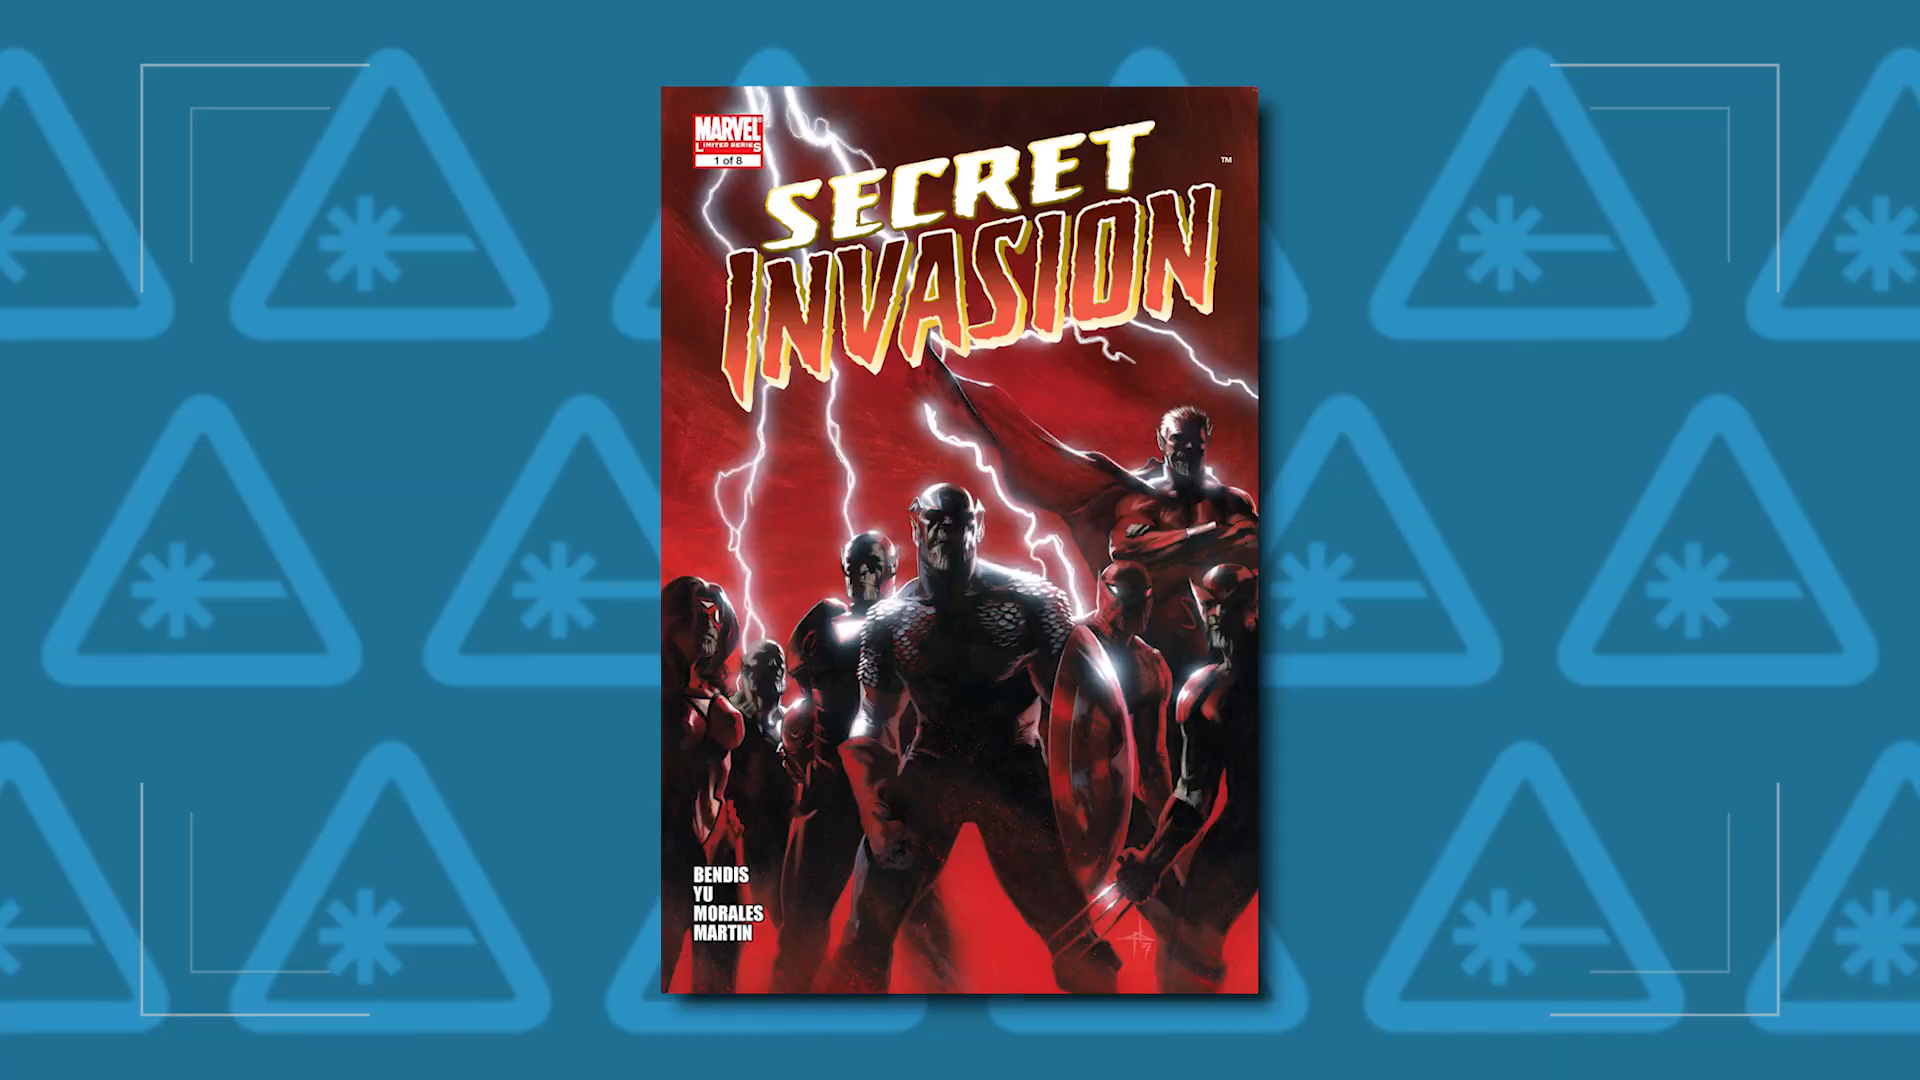 MARVEL®
LIMITED SERIES
1 of 8
SECRET
INVASION
™
BENDIS
YU
MORALES
MARTIN